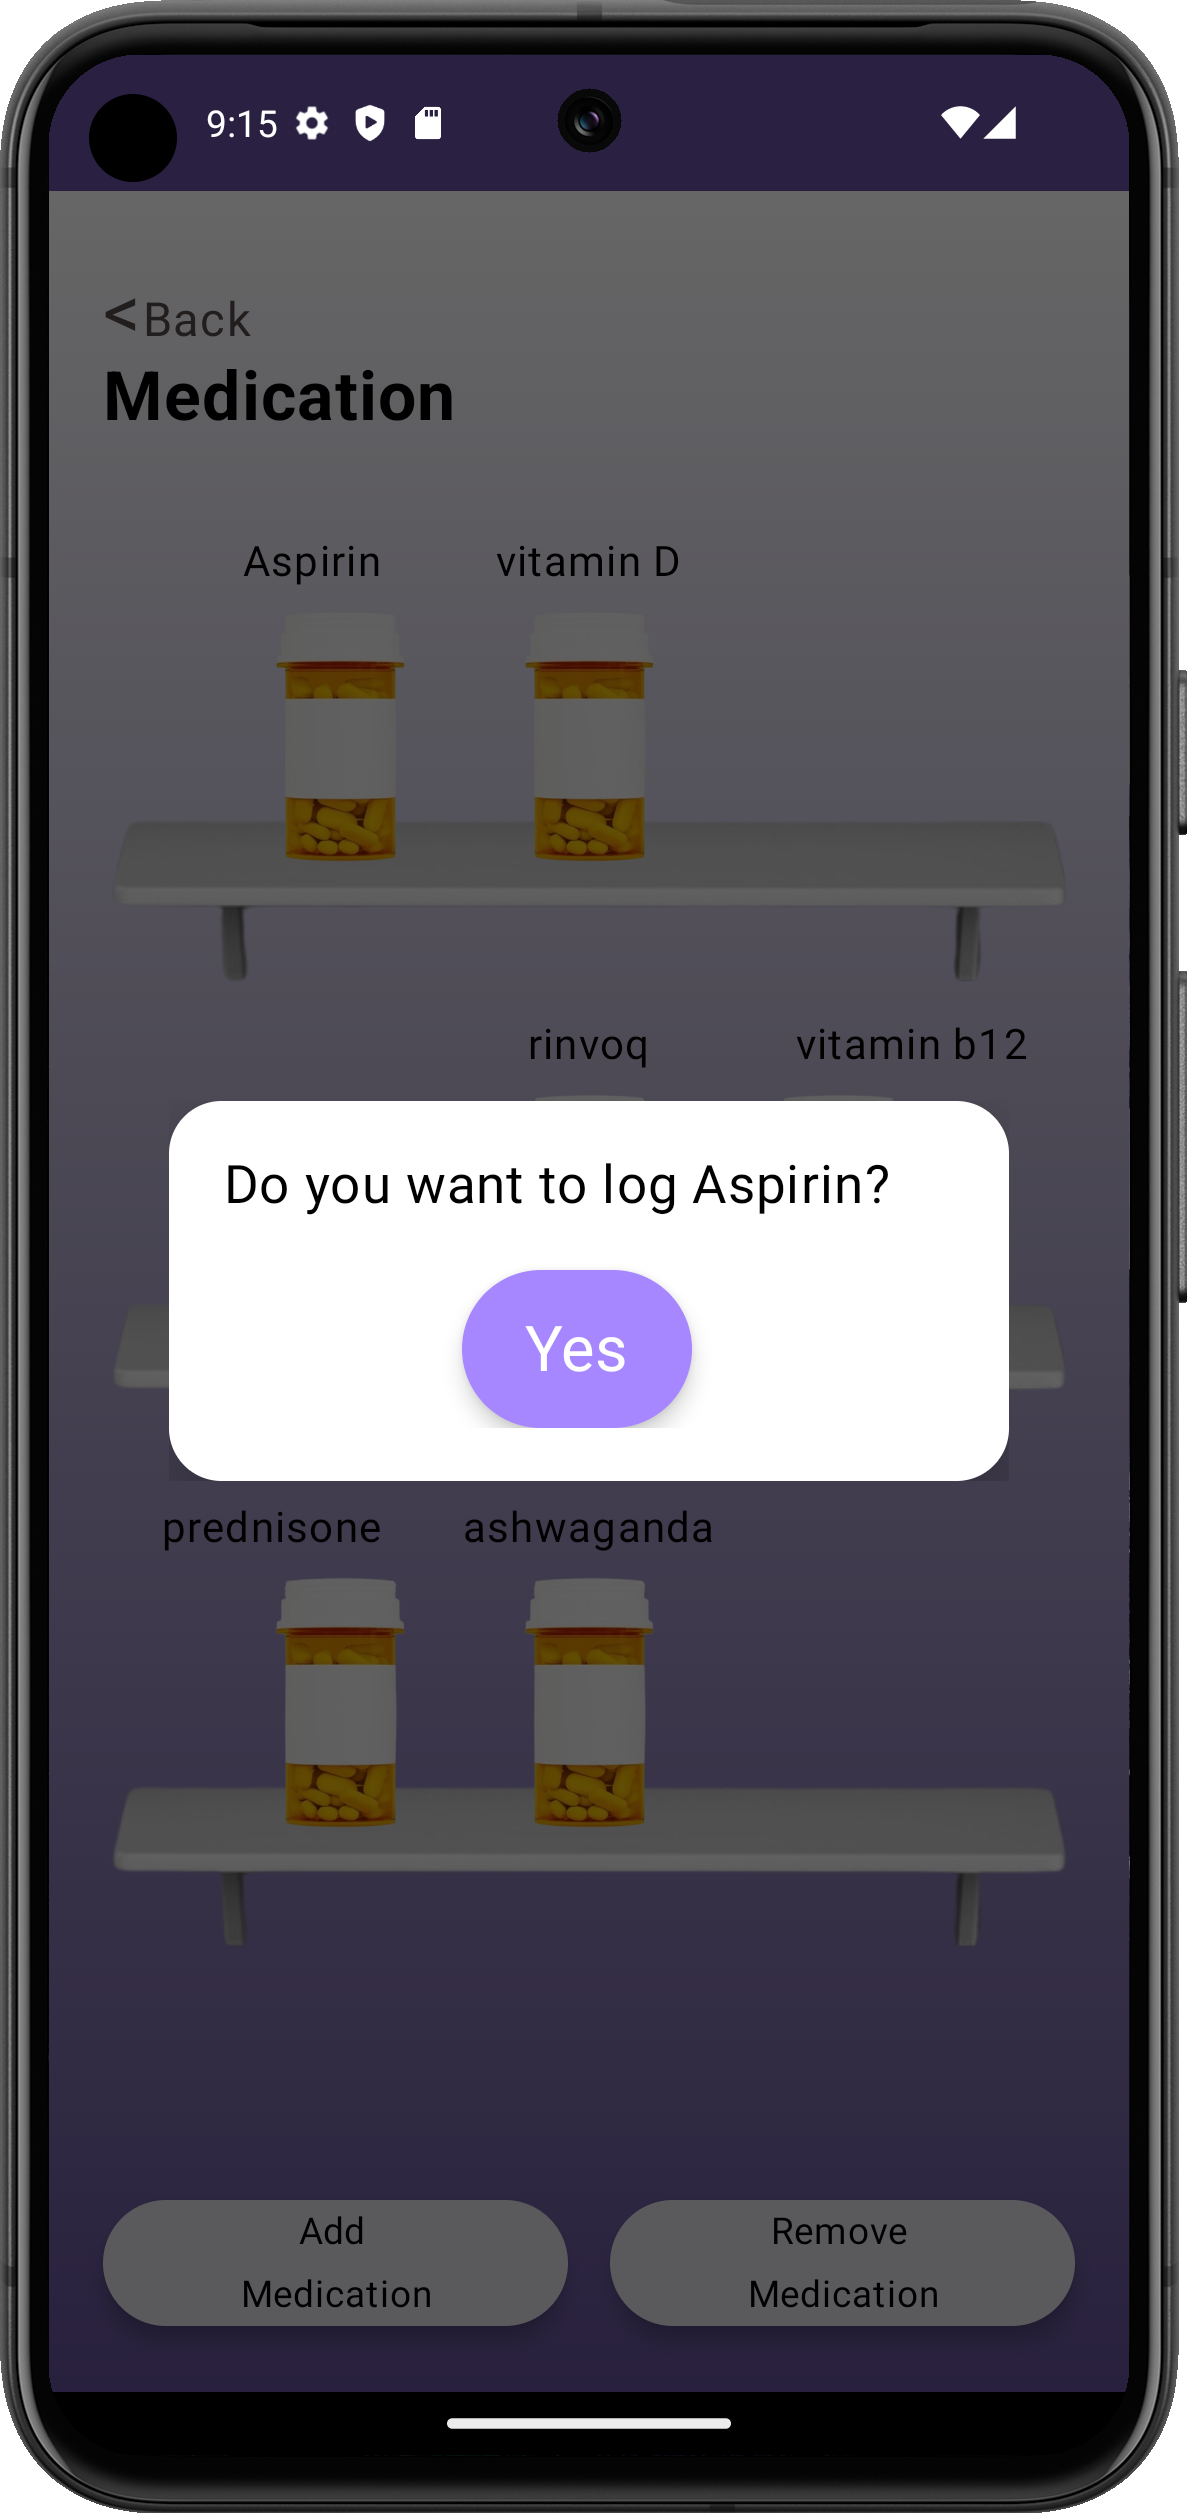 9:15
<Back
Medication
Aspirin vitamin D
rinvoq vitamin b12
Do you want to log Aspirin?
Yes
prednisone ashwaganda
Add
Medication
Remove
Medication